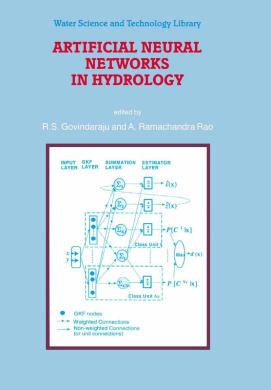 Water Science and Technology Library
ARTIFICIAL NEURAL
NETWORKS
IN HYDROLOGY
edited by
R.S. Govindaraju and A. Ramachandra Rao
INPUT GKF SUMMATION ESTIMATOR
LAYER LAYER LAYER LAYER
Class Unit
x
y
Max
d(x)
Class Unit
GKF nodes
Weighted Connections
Non-weighted Connections
(or unit connections)